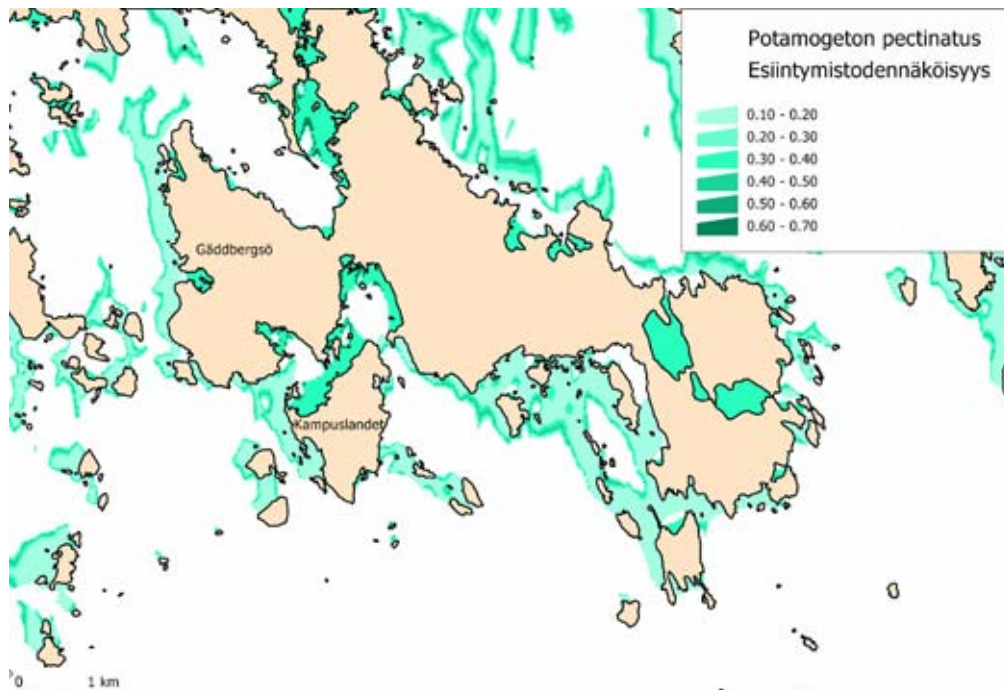 Potamogeton pectinatus
Esiintymistodennäköisyys
0.10 - 0.20
0.20 - 0.30
0.30 - 0.40
0.40 - 0.50
0.50 - 0.60
0.60 - 0.70
Gäddbergsö
Kampuslandet
0 1 km